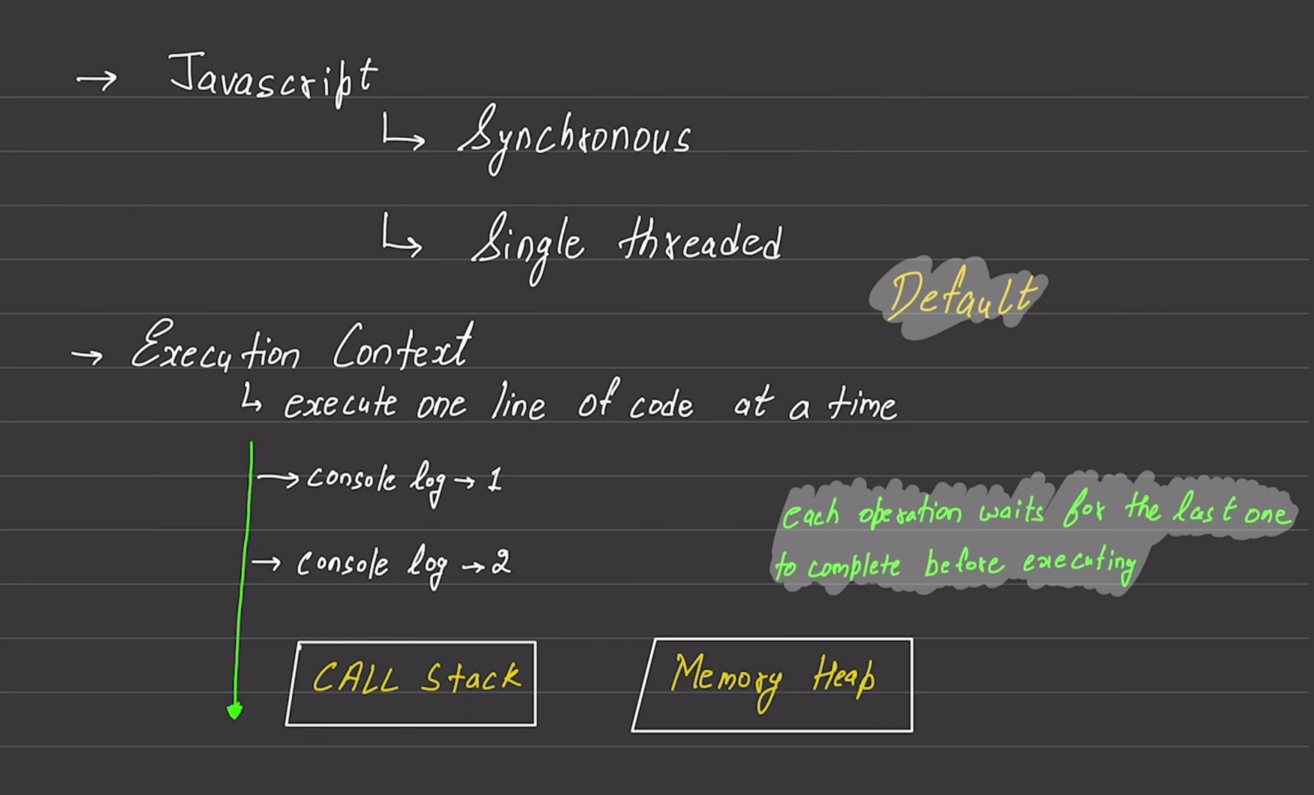 → Javascript
↳ Synchronous
↳ Single threaded
Default
→ Execution Context
↳ execute one line of code at a time
→ console log → 1
→ console log → 2
each operation waits for the last one
to complete before executing
CALL Stack
Memory Heap